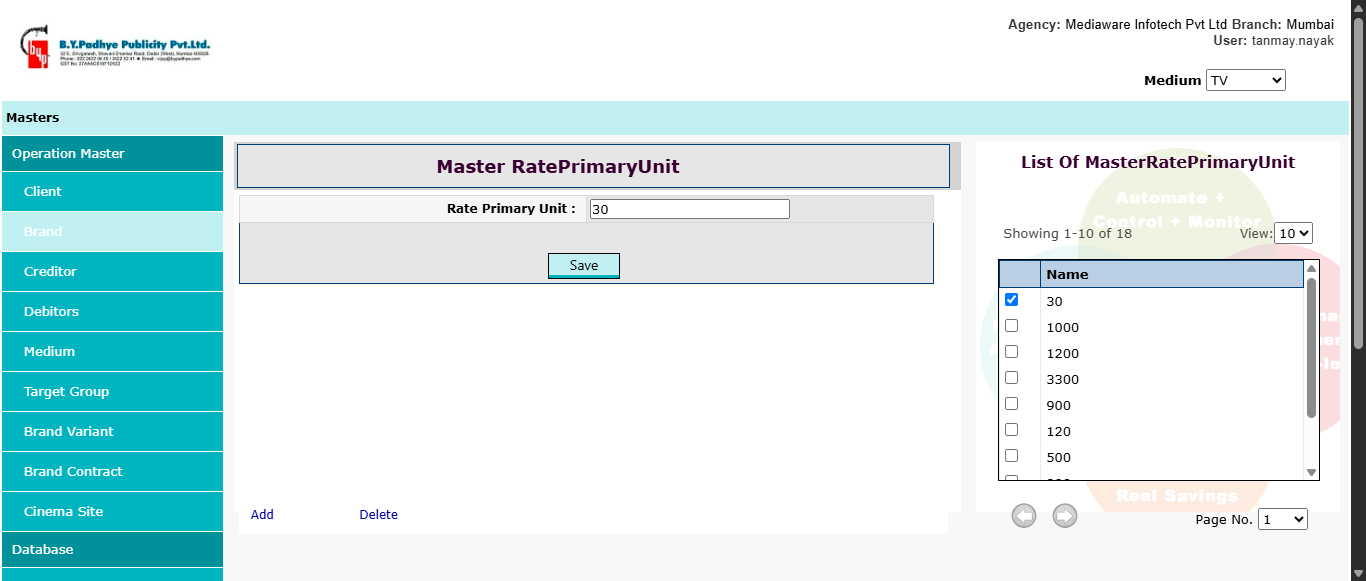 Agency: Mediaware Infotech Pvt Ltd Branch: Mumbai
User: tanmay.nayak
B.Y.Padhye Publicity Pvt.Ltd.
Medium TV
Masters
Operation Master
Client
Brand
Creditor
Debitors
Medium
Target Group
Brand Variant
Brand Contract
Cinema Site
Database
Master RatePrimaryUnit
Rate Primary Unit : 30
Save
Add Delete
List Of MasterRatePrimaryUnit
Automate +
Control + Monitor
Showing 1-10 of 18 View: 10
Name
30
1000
1200
3300
900
120
500
Real Savings
Page No. 1